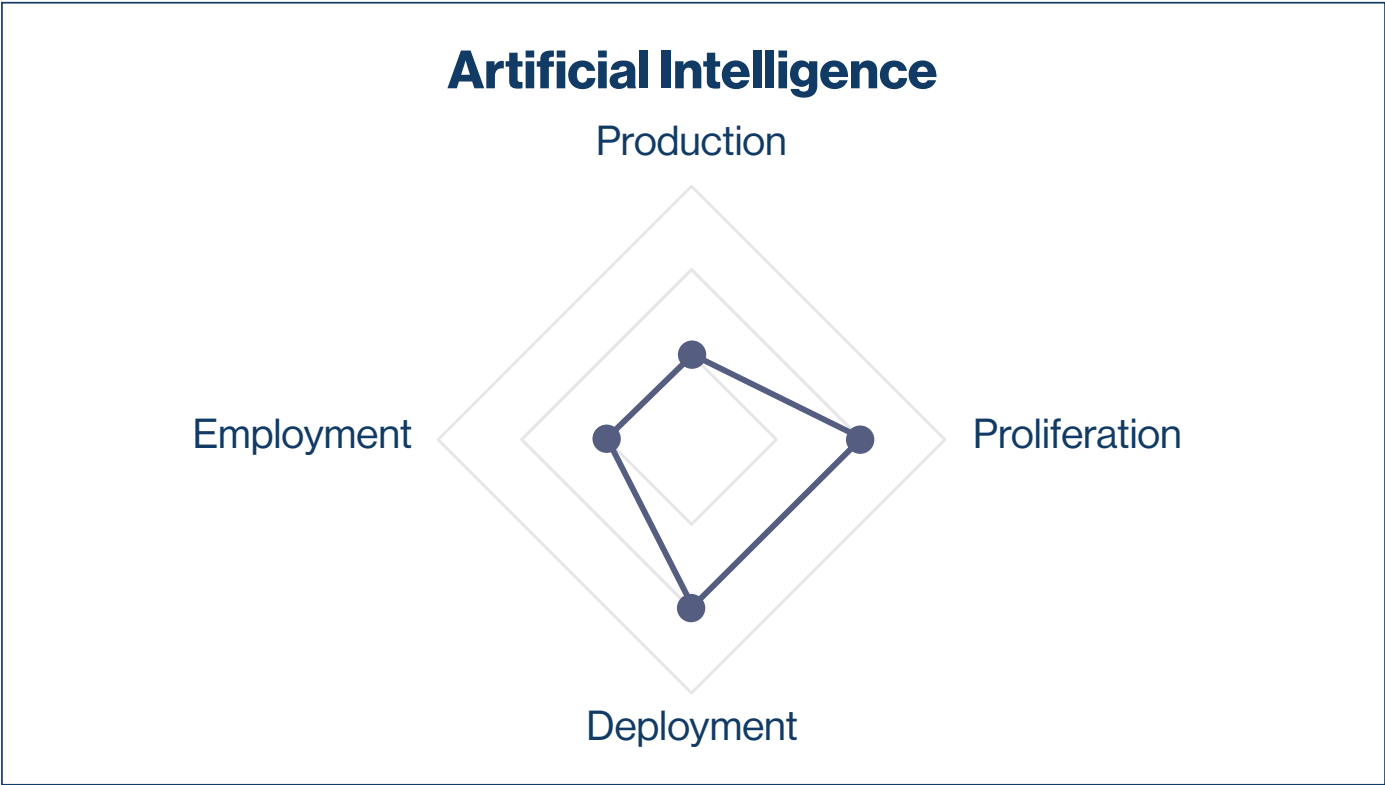 Artificial Intelligence
Production
Employment
Proliferation
Deployment